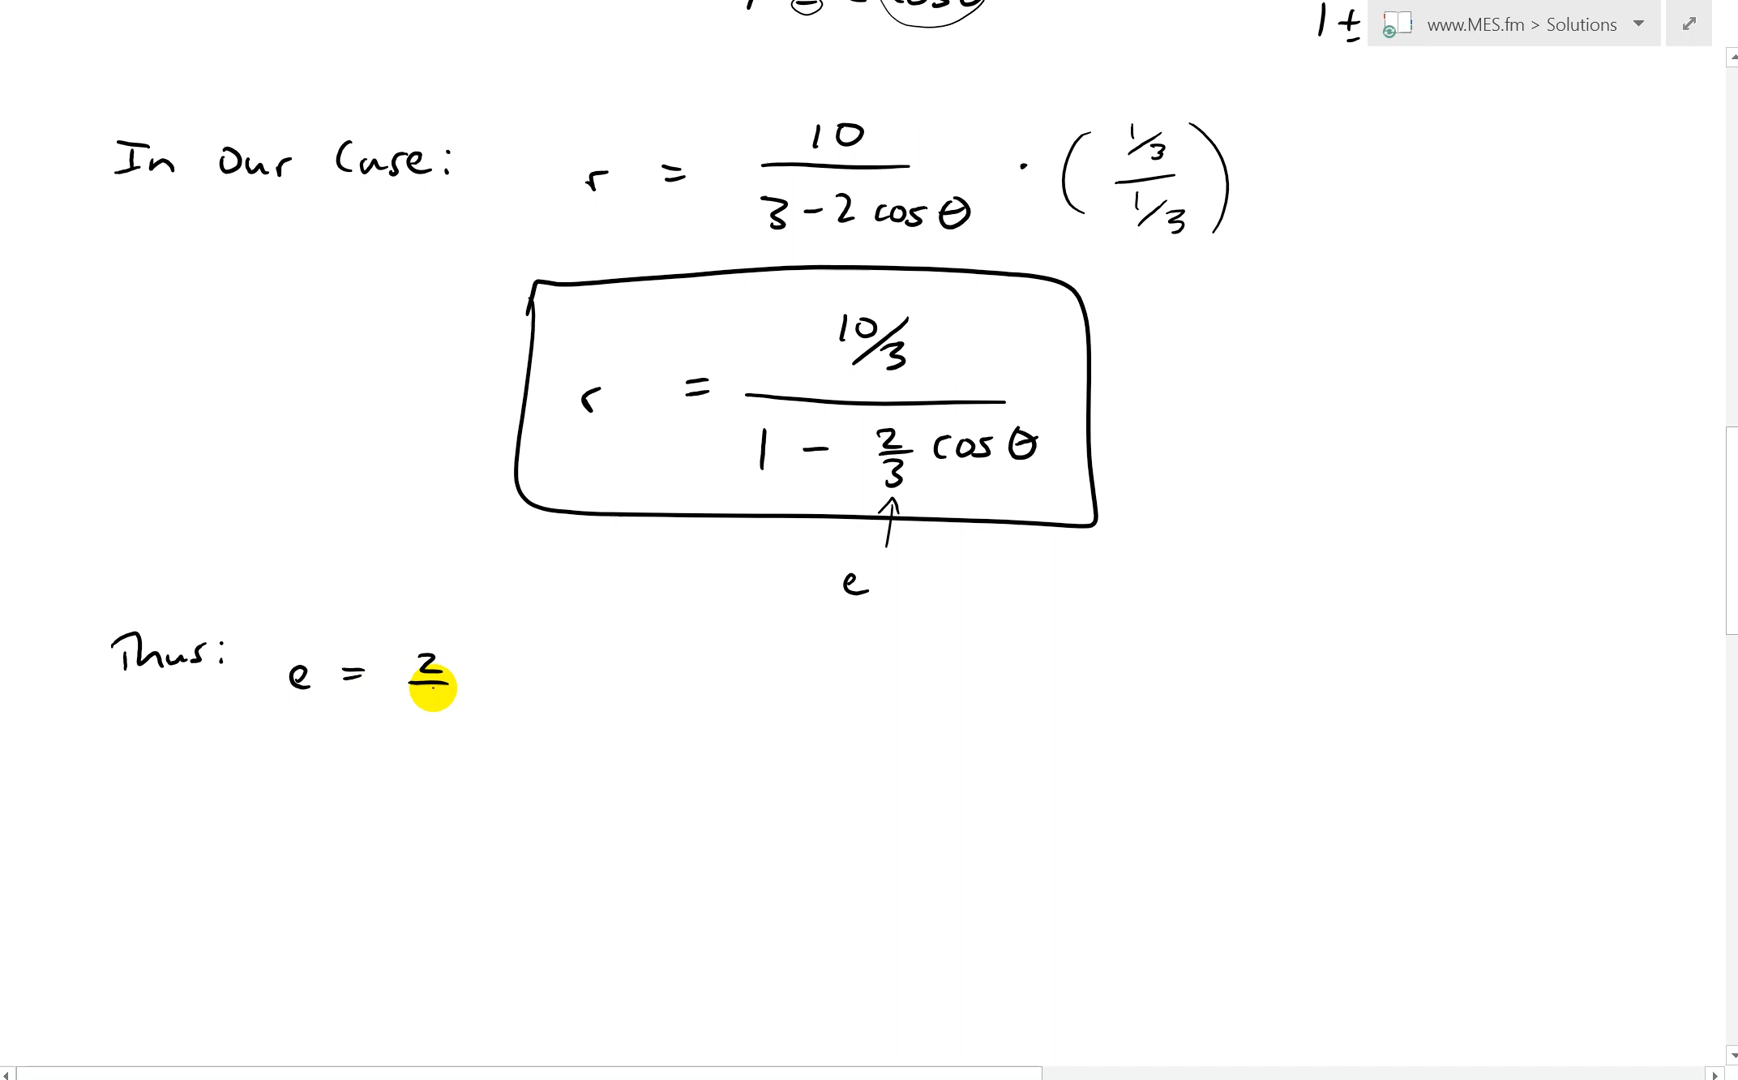 cos θ
1 ± www.MES.fm > Solutions
In Our Case: r = 10 / (3 - 2 cos θ) · ( (1/3) / (1/3) )
r = (10/3) / (1 - 2/3 cos θ)
e
Thus: e = 2